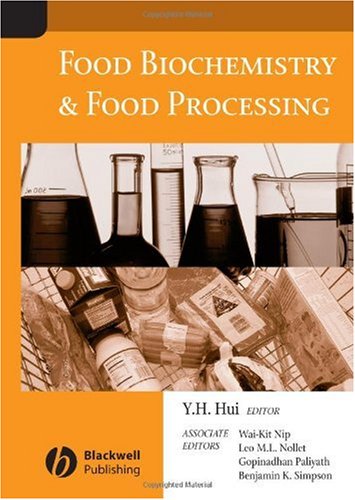 FOOD BIOCHEMISTRY
& FOOD PROCESSING
Y.H. Hui EDITOR
ASSOCIATE EDITORS
Wai-Kit Nip
Leo M.L. Nollet
Gopinadhan Paliyath
Benjamin K. Simpson
Blackwell
Publishing